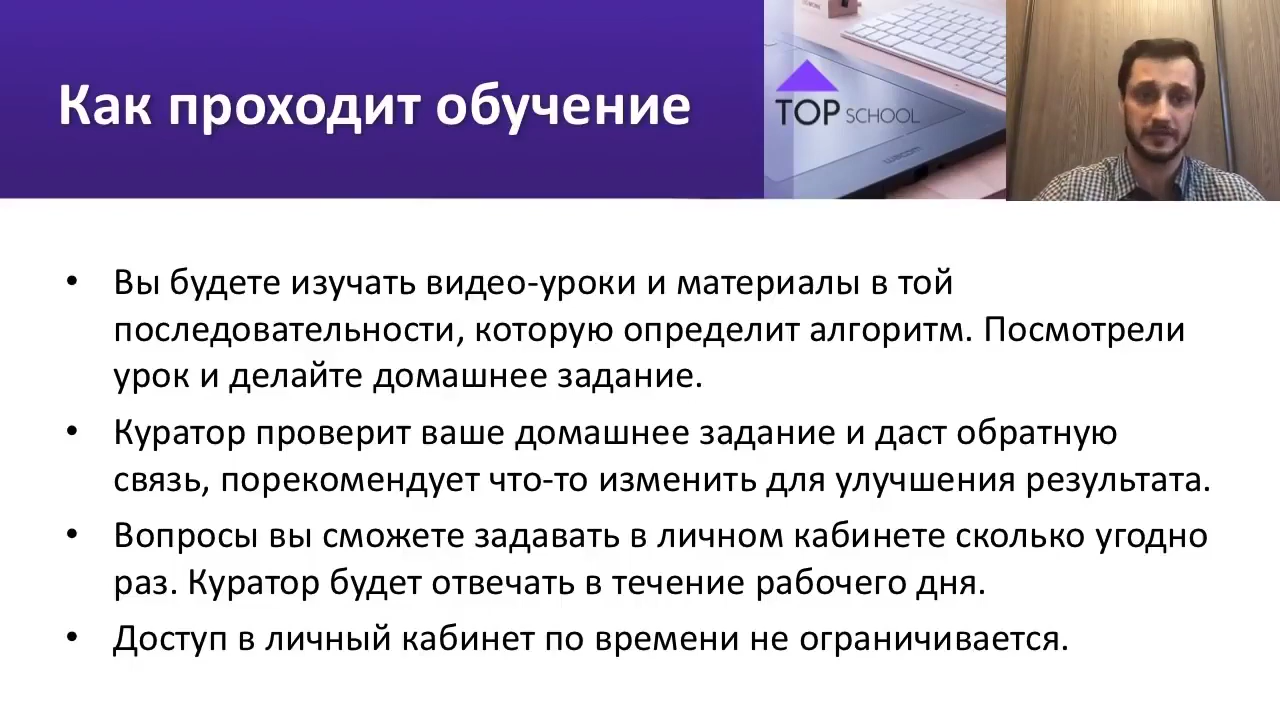 Как проходит обучение
TOP SCHOOL
wacom
• Вы будете изучать видео-уроки и материалы в той
последовательности, которую определит алгоритм. Посмотрели
урок и делайте домашнее задание.
• Куратор проверит ваше домашнее задание и даст обратную
связь, порекомендует что-то изменить для улучшения результата.
• Вопросы вы сможете задавать в личном кабинете сколько угодно
раз. Куратор будет отвечать в течение рабочего дня.
• Доступ в личный кабинет по времени не ограничивается.